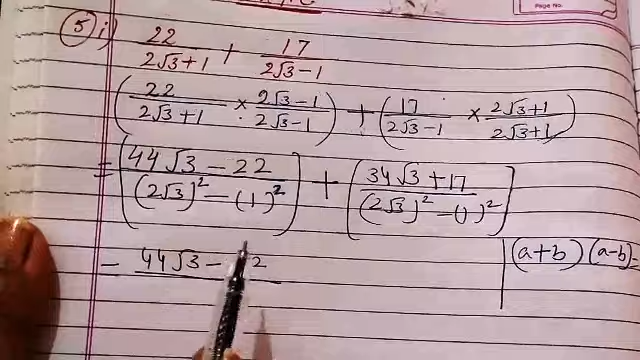 Page No.
⑤ i) 22/(2√3+1) + 17/(2√3-1)
(22/(2√3+1) × (2√3-1)/(2√3-1)) + (17/(2√3-1) × (2√3+1)/(2√3+1))
= [(44√3-22)/((2√3)²-(1)²)] + [(34√3+17)/((2√3)²-(1)²)]
(a+b)(a-b)=
= 44√3 -